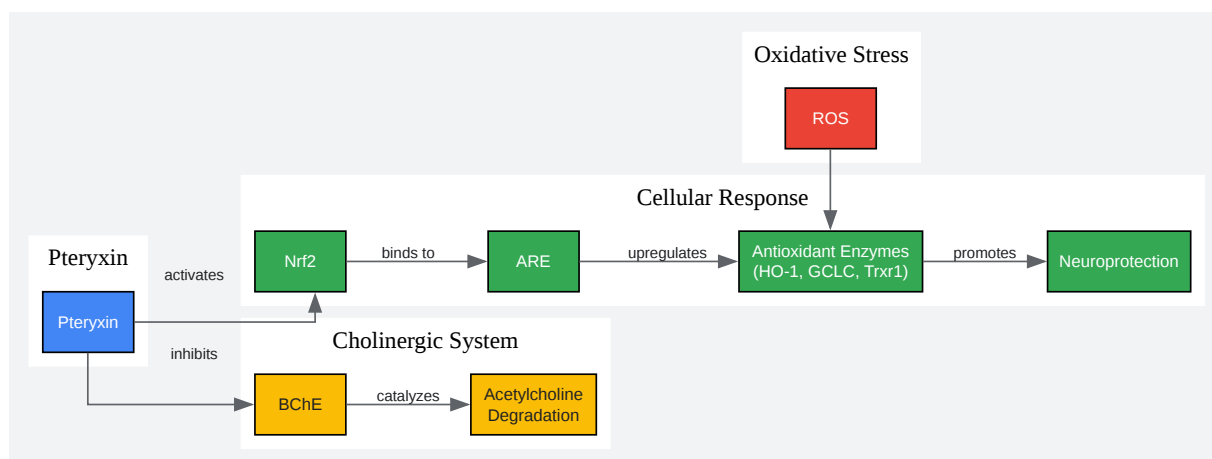 Oxidative Stress
ROS
Cellular Response
Nrf2
binds to
ARE
upregulates
Antioxidant Enzymes
(HO-1, GCLC, Trxr1)
promotes
Neuroprotection
Pteryxin
activates
Pteryxin
inhibits
Cholinergic System
BChE
catalyzes
Acetylcholine
Degradation